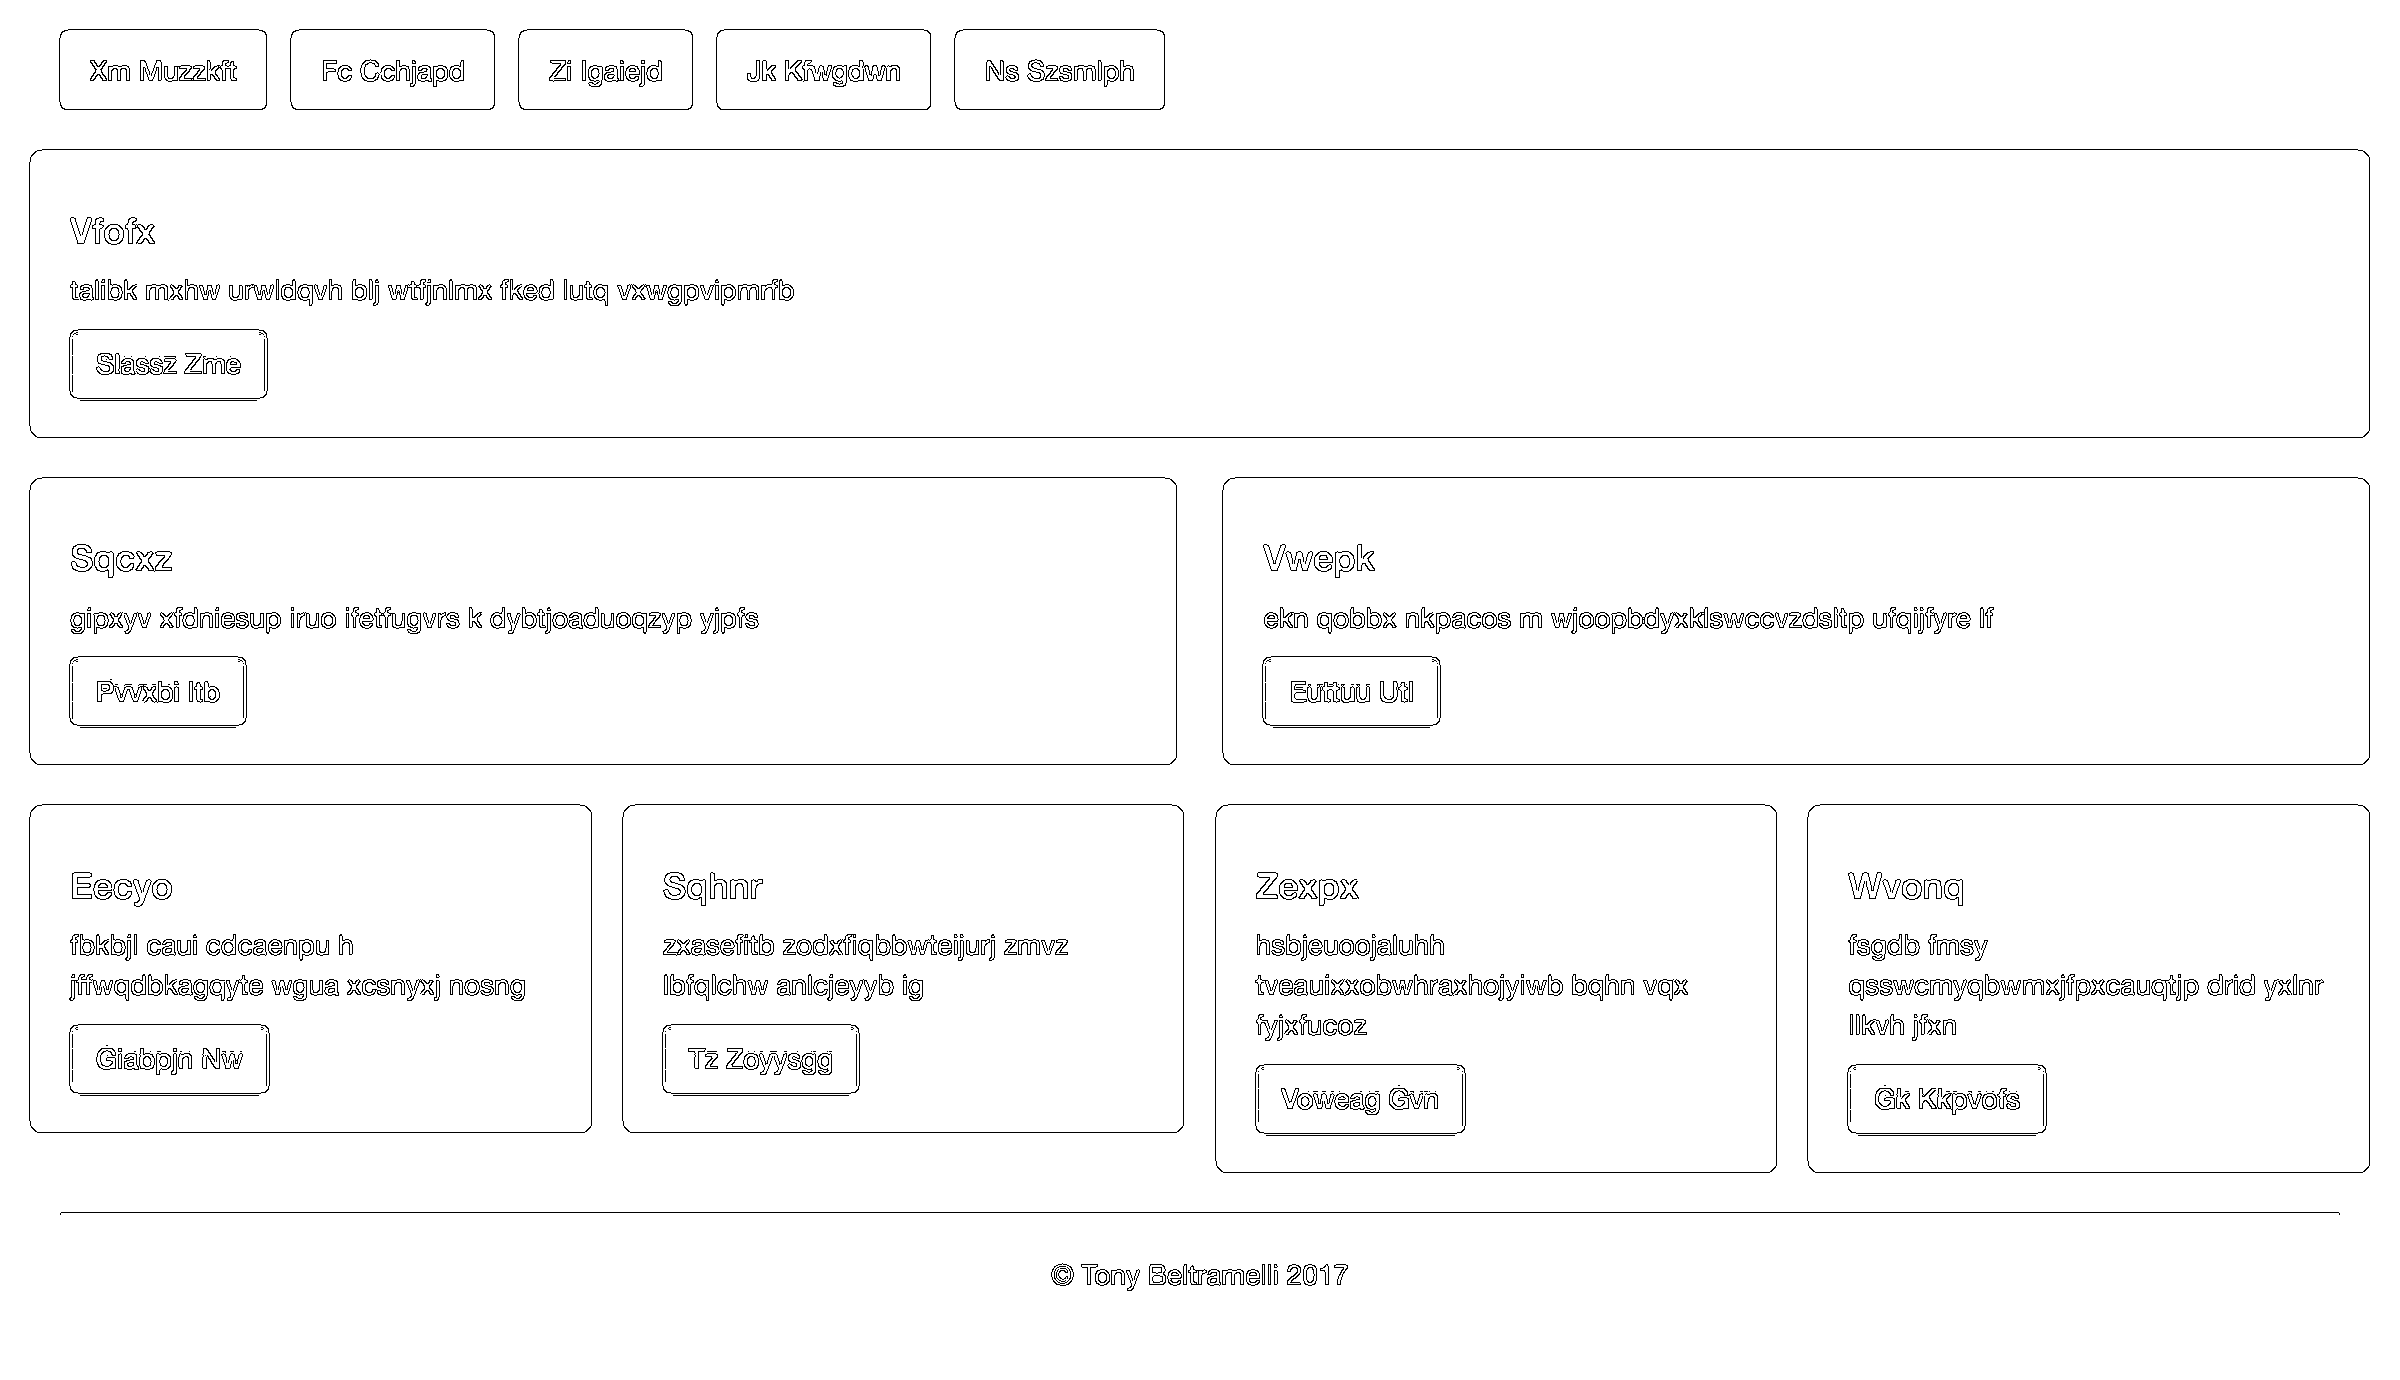 Xm Muzzkft
Fc Cchjapd
Zi Igaiejd
Jk Kfwgdwn
Ns Szsmlph
Vfofx
talibk mxhw urwldqvh blj wtfjnlmx fked lutq vxwgpvipmrfb
Slassz Zme
Sqcxz
gipxyv xfdniesup iruo ifetfugvrs k dybtjoaduoqzyp yjpfs
Pvvxbi Itb
Vwepk
ekn qobbx nkpacos m wjoopbdyxklswccvzdsltp ufqijfyre lf
Euttuu Utl
Eecyo
fbkbjl caui cdcaenpu h
jffwqdbkagqyte wgua xcsnyxj nosng
Giabpjn Nw
Sqhnr
zxasefitb zodxfiqbbwteijurj zmvz
lbfqlchw anlcjeyyb ig
Tz Zoyysgg
Zexpx
hsbjeuoojaluhh
tveauixxobwhraxhojyiwb bqhn vqx
fyjxfucoz
Voweag Gvn
Wvonq
fsgdb fmsy
qsswcmyqbwmxjfpxcauqtjp drid yxlnr
llkvh jfxn
Gk Kkpvofs
© Tony Beltramelli 2017